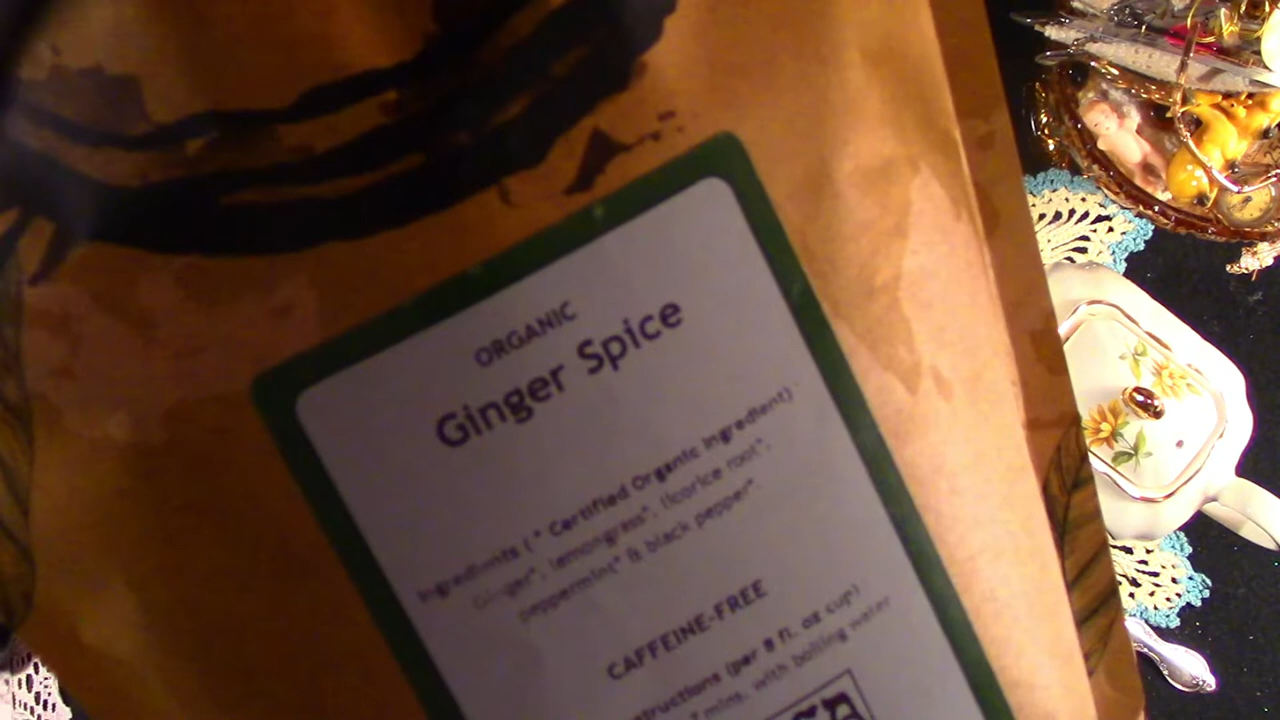 ORGANIC
Ginger Spice
Ingredients (* Certified Organic Ingredient)
Ginger*, lemongrass*, licorice root*,
peppermint* & black pepper*.
CAFFEINE-FREE
(per 8 fl. oz cup)
mins. with boiling water